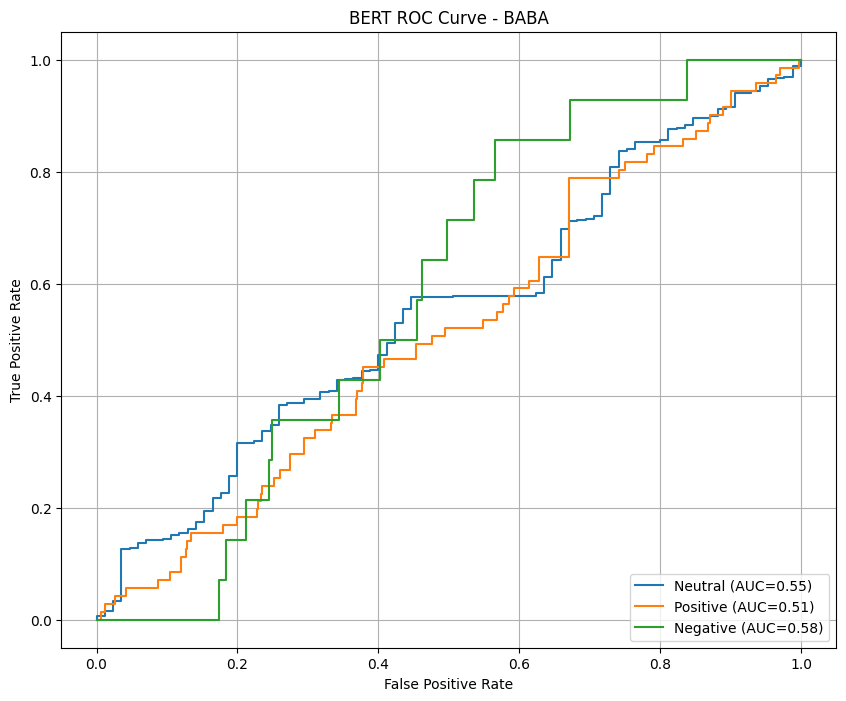 BERT ROC Curve - BABA
True Positive Rate
1.0
0.8
0.6
0.4
0.2
0.0
0.0 0.2 0.4 0.6 0.8 1.0
False Positive Rate
Neutral (AUC=0.55)
Positive (AUC=0.51)
Negative (AUC=0.58)